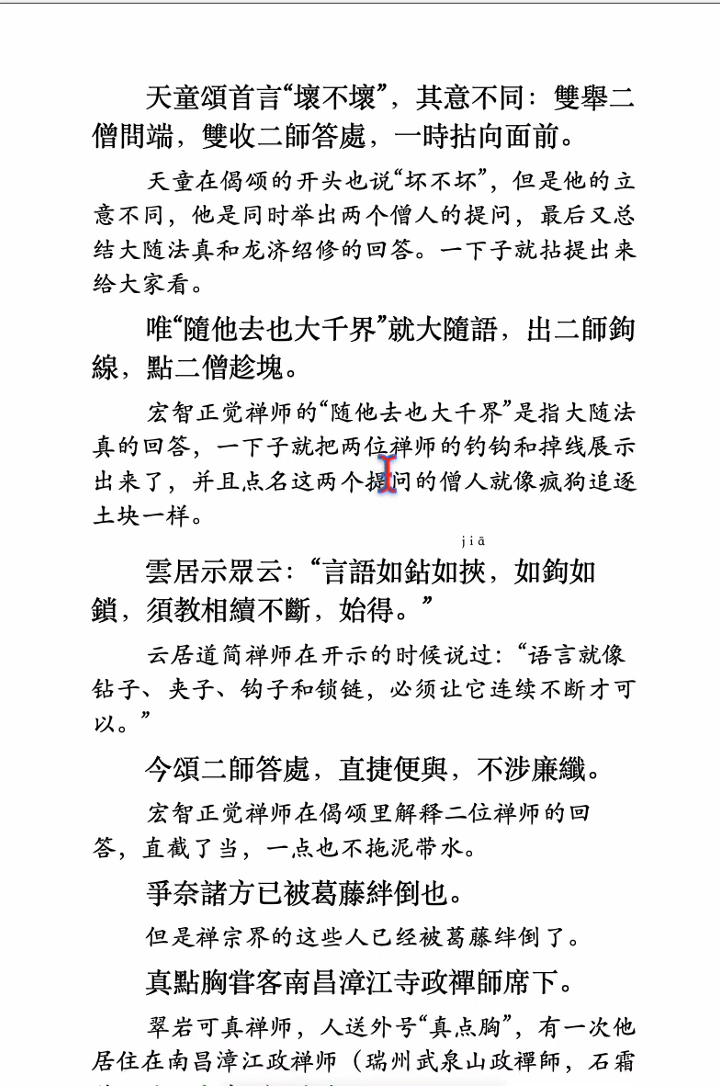 天童頌首言“壞不壞”，其意不同：雙舉二
僧問端，雙收二師答處，一時拈向面前。
天童在偈颂的开头也说“坏不坏”，但是他的立
意不同，他是同时举出两个僧人的提问，最后又总
结大随法真和龙济绍修的回答。一下子就拈提出来
给大家看。
唯“隨他去也大千界”就大隨語，出二師鉤
線，點二僧趁塊。
宏智正觉禅师的“随他去也大千界”是指大随法
真的回答，一下子就把两位禅师的钓钩和掉线展示
出来了，并且点名这两个提问的僧人就像疯狗追逐
土块一样。
jiā
雲居示眾云：“言語如鉆如挾，如鉤如
鎖，須教相續不斷，始得。”
云居道简禅师在开示的时候说过：“语言就像
钻子、夹子、钩子和锁链，必须让它连续不断才可
以。”
今頌二師答處，直捷便與，不涉廉纖。
宏智正觉禅师在偈颂里解释二位禅师的回
答，直截了当，一点也不拖泥带水。
爭奈諸方已被葛藤絆倒也。
但是禅宗界的这些人已经被葛藤绊倒了。
真點胸嘗客南昌漳江寺政禪師席下。
翠岩可真禅师，人送外号“真点胸”，有一次他
居住在南昌漳江政禅师（瑞州武泉山政禪師，石霜